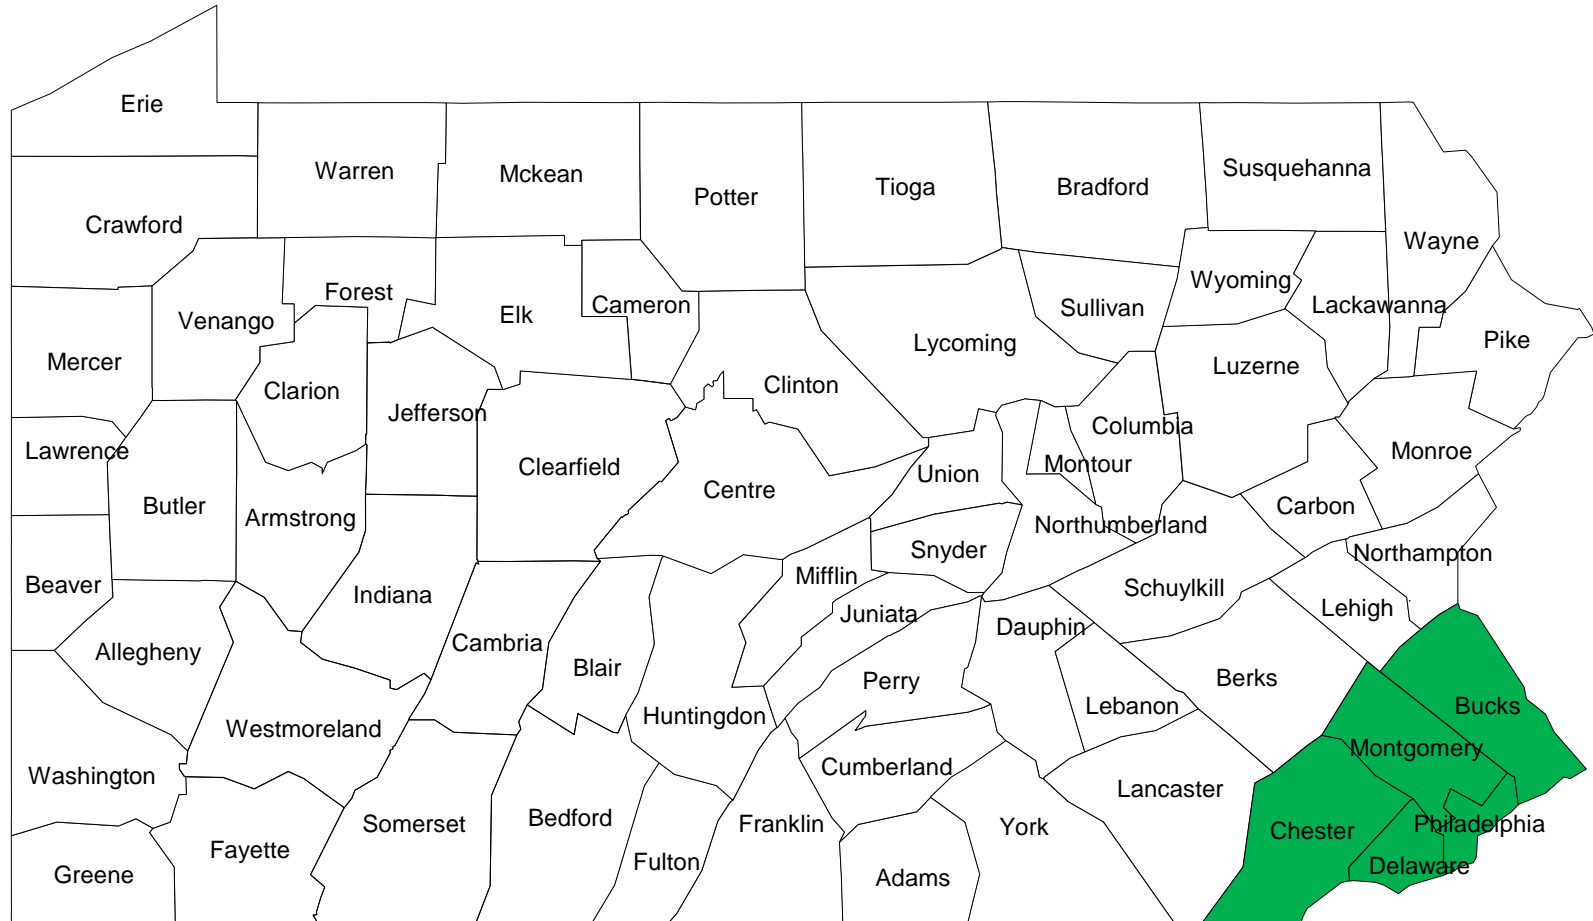 Erie
Warren
Mckean
Potter
Tioga
Bradford
Susquehanna
Crawford
Wayne
Forest
Venango
Elk
Cameron
Sullivan
Wyoming
Lackawanna
Mercer
Clarion
Jefferson
Clinton
Lycoming
Luzerne
Pike
Lawrence
Butler
Armstrong
Clearfield
Centre
Union
Montour
Columbia
Monroe
Carbon
Northumberland
Snyder
Northampton
Beaver
Indiana
Mifflin
Juniata
Schuylkill
Lehigh
Allegheny
Cambria
Blair
Dauphin
Perry
Berks
Lebanon
Bucks
Westmoreland
Huntingdon
Montgomery
Washington
Cumberland
Lancaster
Somerset
Bedford
Franklin
York
Chester
Philadelphia
Greene
Fayette
Fulton
Adams
Delaware